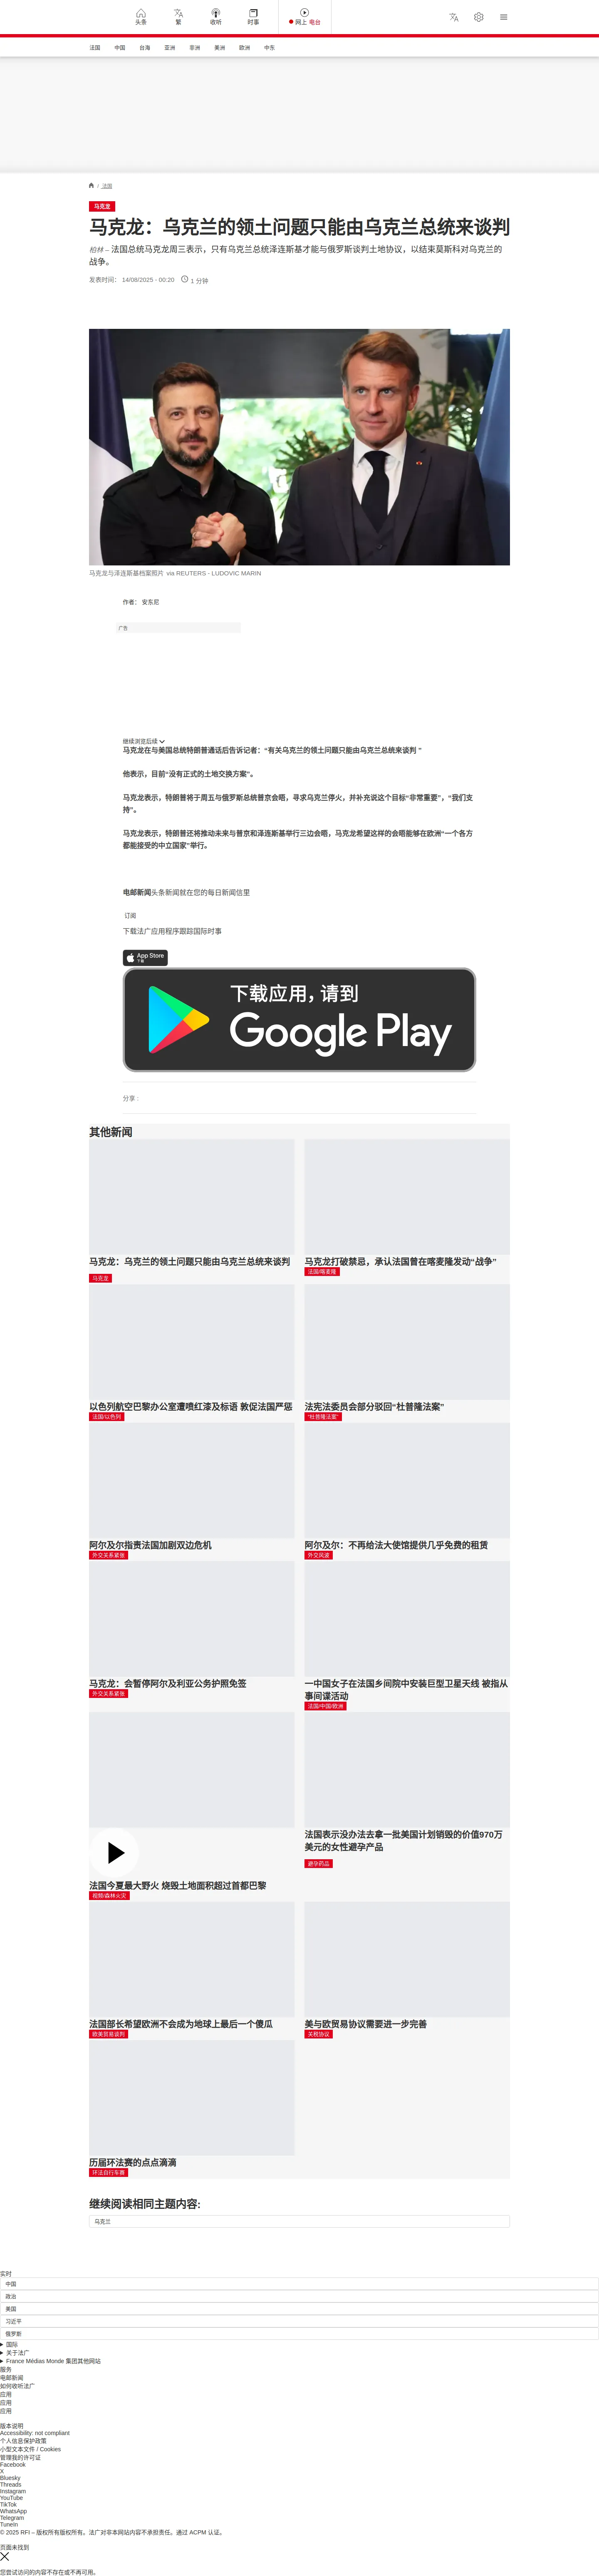 头条
繁
收听
时事
网上 电台
法国
中国
台海
亚洲
非洲
美洲
欧洲
中东
/ 法国
马克龙
马克龙：乌克兰的领土问题只能由乌克兰总统来谈判
柏林 – 法国总统马克龙周三表示，只有乌克兰总统泽连斯基才能与俄罗斯谈判土地协议，以结束莫斯科对乌克兰的
战争。
发表时间： 14/08/2025 - 00:20
1 分钟
马克龙与泽连斯基档案照片 via REUTERS - LUDOVIC MARIN
作者： 安东尼
广告
继续浏览后续
马克龙在与美国总统特朗普通话后告诉记者：“有关乌克兰的领土问题只能由乌克兰总统来谈判 ”
他表示，目前“没有正式的土地交换方案”。
马克龙表示，特朗普将于周五与俄罗斯总统普京会晤，寻求乌克兰停火，并补充说这个目标“非常重要”，“我们支
持”。
马克龙表示，特朗普还将推动未来与普京和泽连斯基举行三边会晤，马克龙希望这样的会晤能够在欧洲“一个各方
都能接受的中立国家”举行。
电邮新闻头条新闻就在您的每日新闻信里
订阅
下载法广应用程序跟踪国际时事
App Store
下载
下载应用，请到
Google Play
分享 :
其他新闻
马克龙：乌克兰的领土问题只能由乌克兰总统来谈判
马克龙
马克龙打破禁忌，承认法国曾在喀麦隆发动“战争”
法国/喀麦隆
以色列航空巴黎办公室遭喷红漆及标语 敦促法国严惩
法国/以色列
法宪法委员会部分驳回“杜普隆法案”
“杜普隆法案”
阿尔及尔指责法国加剧双边危机
外交关系紧张
阿尔及尔：不再给法大使馆提供几乎免费的租赁
外交风波
马克龙：会暂停阿尔及利亚公务护照免签
外交关系紧张
一中国女子在法国乡间院中安装巨型卫星天线 被指从
事间谍活动
法国/中国/欧洲
法国今夏最大野火 烧毁土地面积超过首都巴黎
视频/森林火灾
法国表示没办法去拿一批美国计划销毁的价值970万
美元的女性避孕产品
避孕药品
法国部长希望欧洲不会成为地球上最后一个傻瓜
欧美贸易谈判
美与欧贸易协议需要进一步完善
关税协议
历届环法赛的点点滴滴
环法自行车赛
继续阅读相同主题内容:
乌克兰
实时
中国
政治
美国
习近平
俄罗斯
国际
关于法广
France Médias Monde 集团其他网站
服务
电邮新闻
如何收听法广
应用
应用
应用
版本说明
Accessibility: not compliant
个人信息保护政策
小型文本文件 / Cookies
管理我的许可证
Facebook
X
Bluesky
Threads
Instagram
YouTube
TikTok
WhatsApp
Telegram
TuneIn
© 2025 RFI – 版权所有版权所有。法广对非本网站内容不承担责任。通过 ACPM 认证。
页面未找到
您尝试访问的内容不存在或不再可用。